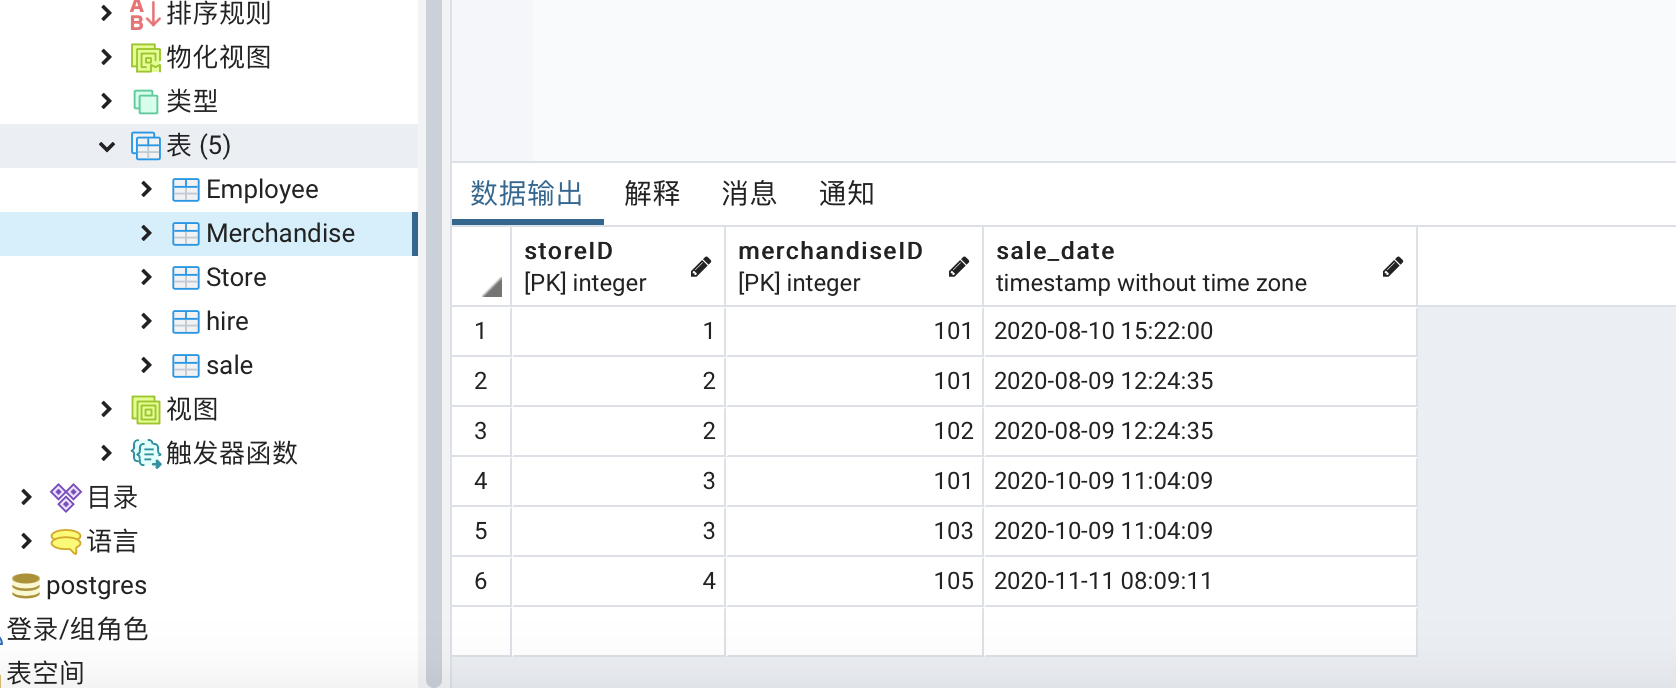 排序规则
物化视图
类型
表 (5)
Employee
Merchandise
Store
hire
sale
视图
触发器函数
目录
语言
postgres
登录/组角色
表空间
数据输出 解释 消息 通知
storeID merchandiseID sale_date
[PK] integer [PK] integer timestamp without time zone
1 1 101 2020-08-10 15:22:00
2 2 101 2020-08-09 12:24:35
3 2 102 2020-08-09 12:24:35
4 3 101 2020-10-09 11:04:09
5 3 103 2020-10-09 11:04:09
6 4 105 2020-11-11 08:09:11